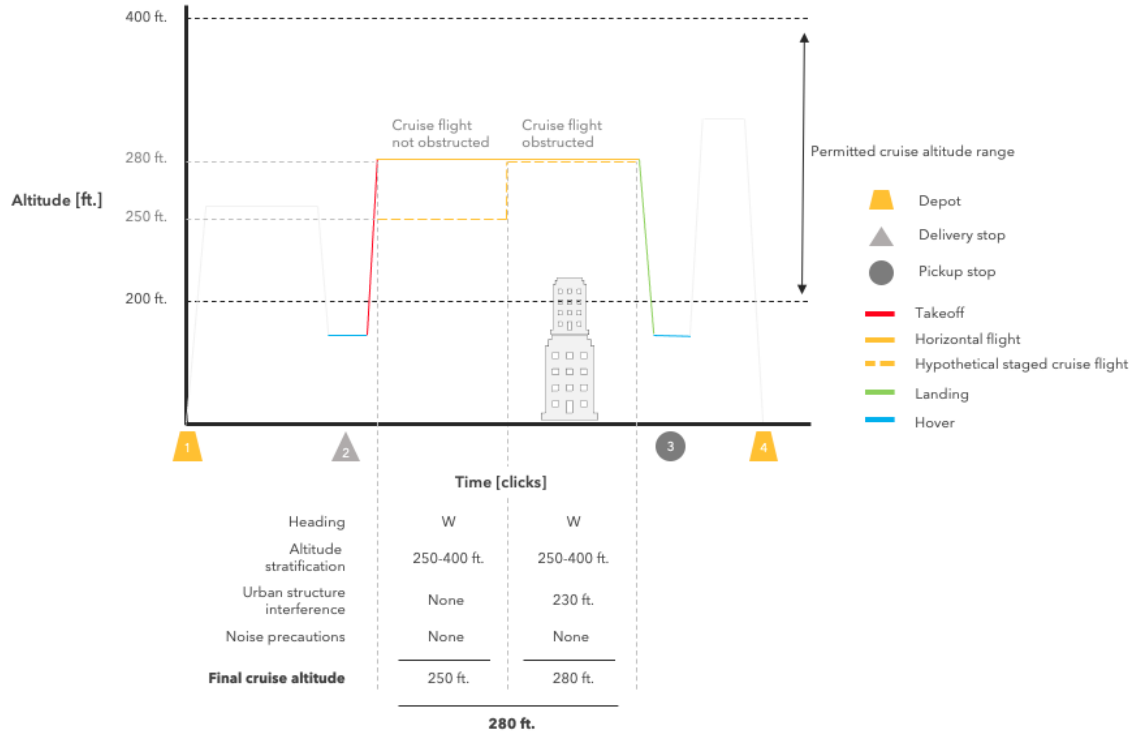 400 ft.
Cruise flight
not obstructed
Cruise flight
obstructed
280 ft.
Permitted cruise altitude range
Altitude [ft.]
250 ft.
200 ft.
Depot
Delivery stop
Pickup stop
Takeoff
Horizontal flight
Hypothetical staged cruise flight
Landing
Hover
1
2
3
4
Time [clicks]
Heading
W
W
Altitude
stratification
250-400 ft.
250-400 ft.
Urban structure
interference
None
230 ft.
Noise precautions
None
None
Final cruise altitude
250 ft.
280 ft.
280 ft.